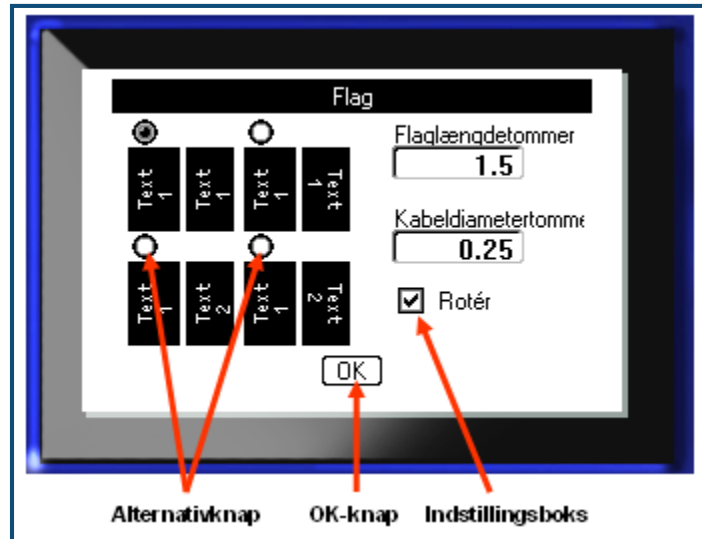 Flag
Flaglængdetommer
1.5
Text 1 Text 1 Text 1 Text 1
Kabeldiametertomme
0.25
Text 1 Text 2 Text 1 Text 2
Rotér
OK
Alternativknap OK-knap Indstillingsboks